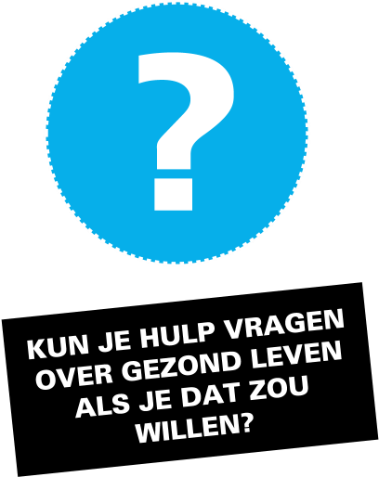 ?
KUN JE HULP VRAGEN
OVER GEZOND LEVEN
ALS JE DAT ZOU
WILLEN?